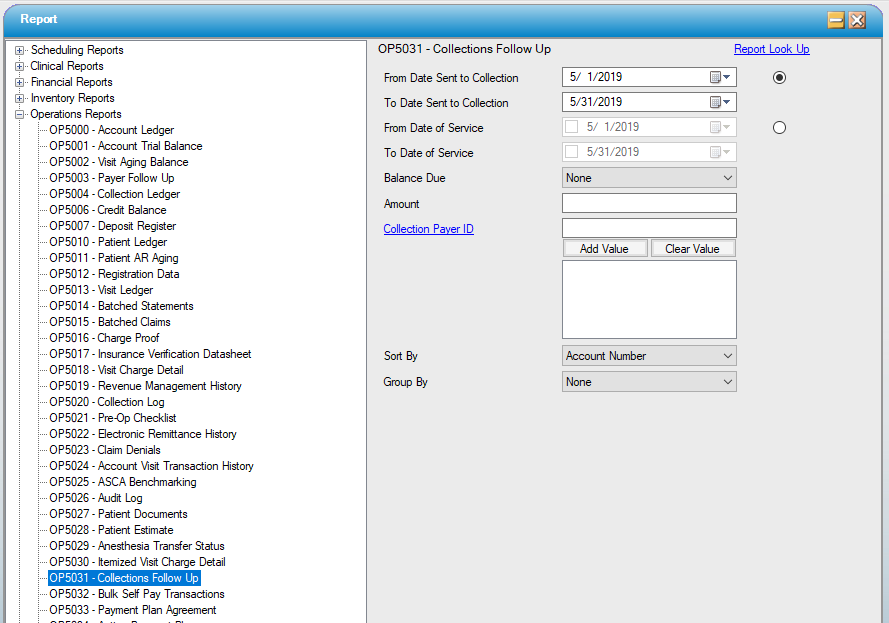 Report
Scheduling Reports
Clinical Reports
Financial Reports
Inventory Reports
Operations Reports
OP5000 - Account Ledger
OP5001 - Account Trial Balance
OP5002 - Visit Aging Balance
OP5003 - Payer Follow Up
OP5004 - Collection Ledger
OP5006 - Credit Balance
OP5007 - Deposit Register
OP5010 - Patient Ledger
OP5011 - Patient AR Aging
OP5012 - Registration Data
OP5013 - Visit Ledger
OP5014 - Batched Statements
OP5015 - Batched Claims
OP5016 - Charge Proof
OP5017 - Insurance Verification Datasheet
OP5018 - Visit Charge Detail
OP5019 - Revenue Management History
OP5020 - Collection Log
OP5021 - Pre-Op Checklist
OP5022 - Electronic Remittance History
OP5023 - Claim Denials
OP5024 - Account Visit Transaction History
OP5025 - ASCA Benchmarking
OP5026 - Audit Log
OP5027 - Patient Documents
OP5028 - Patient Estimate
OP5029 - Anesthesia Transfer Status
OP5030 - Itemized Visit Charge Detail
OP5031 - Collections Follow Up
OP5032 - Bulk Self Pay Transactions
OP5033 - Payment Plan Agreement
OP5031 - Collections Follow Up Report Look Up
From Date Sent to Collection 5/ 1/2019
To Date Sent to Collection 5/31/2019
From Date of Service 5/ 1/2019
To Date of Service 5/31/2019
Balance Due None
Amount
Collection Payer ID
Add Value Clear Value
Sort By Account Number
Group By None